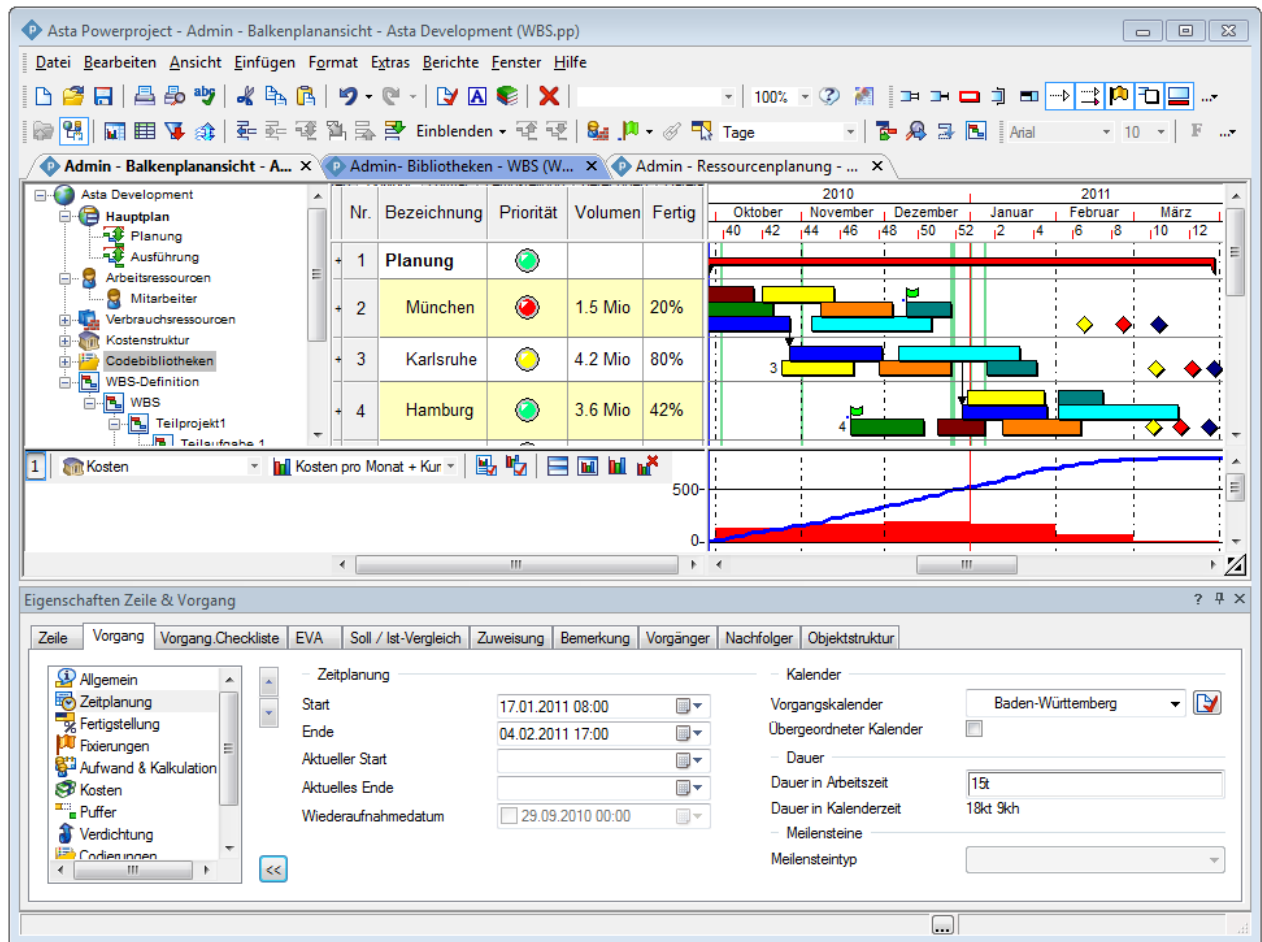 Asta Powerproject - Admin - Balkenplanansicht - Asta Development (WBS.pp)
Datei Bearbeiten Ansicht Einfügen Format Extras Berichte Fenster Hilfe
100%
Einblenden Tage Arial 10 F
Admin - Balkenplanansicht - A... Admin- Bibliotheken - WBS (W... Admin - Ressourcenplanung - ...
Asta Development
Hauptplan
Planung
Ausführung
Arbeitsressourcen
Mitarbeiter
Verbrauchsressourcen
Kostenstruktur
Codebibliotheken
WBS-Definition
WBS
Teilprojekt1
Teilaufgabe 1
Nr. Bezeichnung Priorität Volumen Fertig
1 Planung
2 München 1.5 Mio 20%
3 Karlsruhe 4.2 Mio 80%
4 Hamburg 3.6 Mio 42%
2010 2011
Oktober November Dezember Januar Februar März
40 42 44 46 48 50 52 2 4 6 8 10 12
3
4
1 Kosten Kosten pro Monat + Kur
500
0
Eigenschaften Zeile & Vorgang
Zeile Vorgang Vorgang.Checkliste EVA Soll / Ist-Vergleich Zuweisung Bemerkung Vorgänger Nachfolger Objektstruktur
Allgemein
Zeitplanung
Fertigstellung
Fixierungen
Aufwand & Kalkulation
Kosten
Puffer
Verdichtung
Codierungen
<<
Zeitplanung
Start 17.01.2011 08:00
Ende 04.02.2011 17:00
Aktueller Start
Aktuelles Ende
Wiederaufnahmedatum 29.09.2010 00:00
Kalender
Vorgangskalender Baden-Württemberg
Übergeordneter Kalender
Dauer
Dauer in Arbeitszeit 15t
Dauer in Kalenderzeit 18kt 9kh
Meilensteine
Meilensteintyp
...